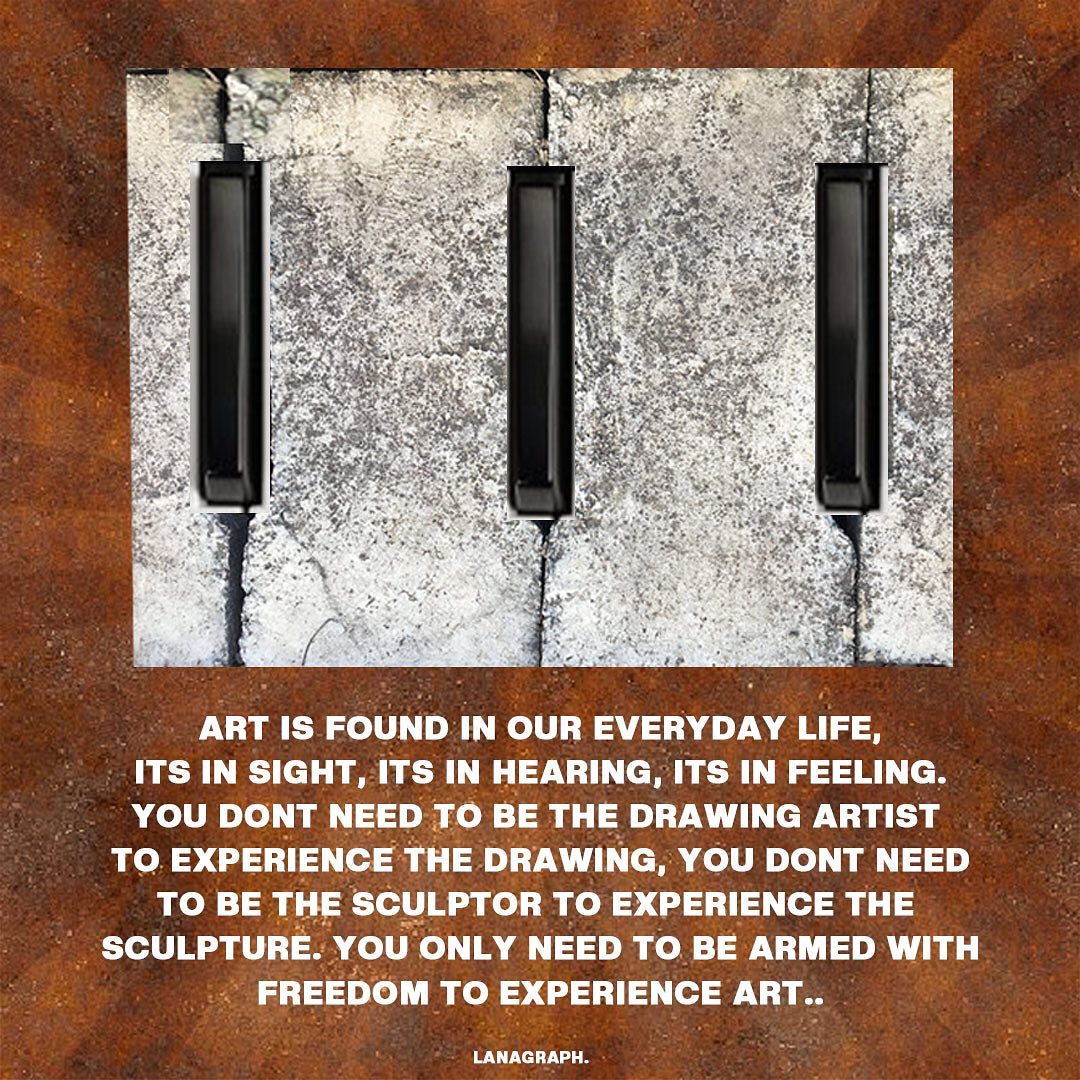 ART IS FOUND IN OUR EVERYDAY LIFE,
ITS IN SIGHT, ITS IN HEARING, ITS IN FEELING.
YOU DONT NEED TO BE THE DRAWING ARTIST
TO EXPERIENCE THE DRAWING, YOU DONT NEED
TO BE THE SCULPTOR TO EXPERIENCE THE
SCULPTURE. YOU ONLY NEED TO BE ARMED WITH
FREEDOM TO EXPERIENCE ART..
LANAGRAPH.